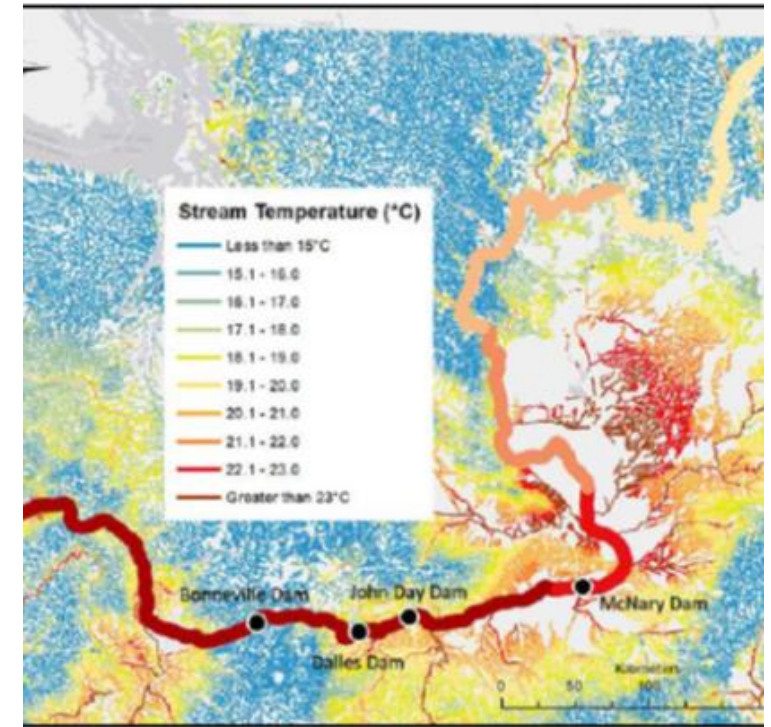 Stream Temperature (°C)
Less than 15°C
15.1 - 16.0
16.1 - 17.0
17.1 - 18.0
18.1 - 19.0
19.1 - 20.0
20.1 - 21.0
21.1 - 22.0
22.1 - 23.0
Greater than 23°C
Bonneville Dam
John Day Dam
McNary Dam
Dalles Dam
Kilometers
0 50 100